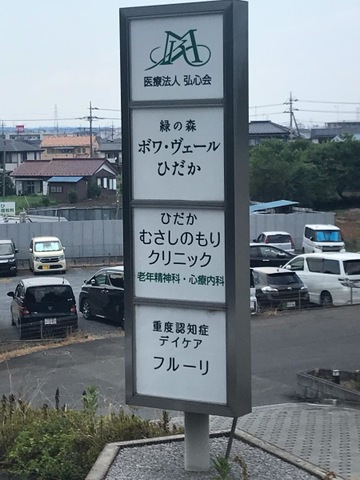 医療法人 弘心会
緑の森
ボワ・ヴェール
ひだか
ひだか
むさしのもり
クリニック
老年精神科・心療内科
重度認知症
デイケア
フルーリ